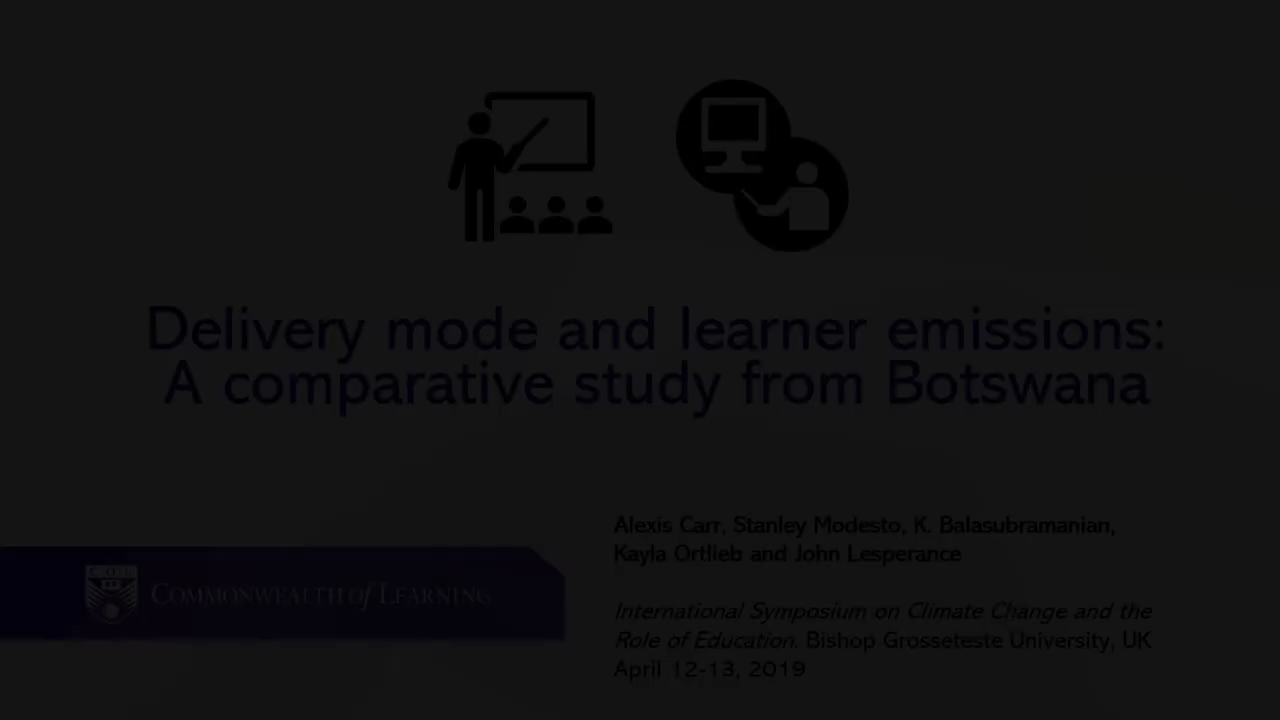 Delivery mode and learner emissions:
A comparative study from Botswana
Alexis Carr, Stanley Modesto, K. Balasubramanian,
Kayla Ortlieb and John Lesperance
C O L
COMMONWEALTH of LEARNING
International Symposium on Climate Change and the
Role of Education. Bishop Grosseteste University, UK
April 12-13, 2019